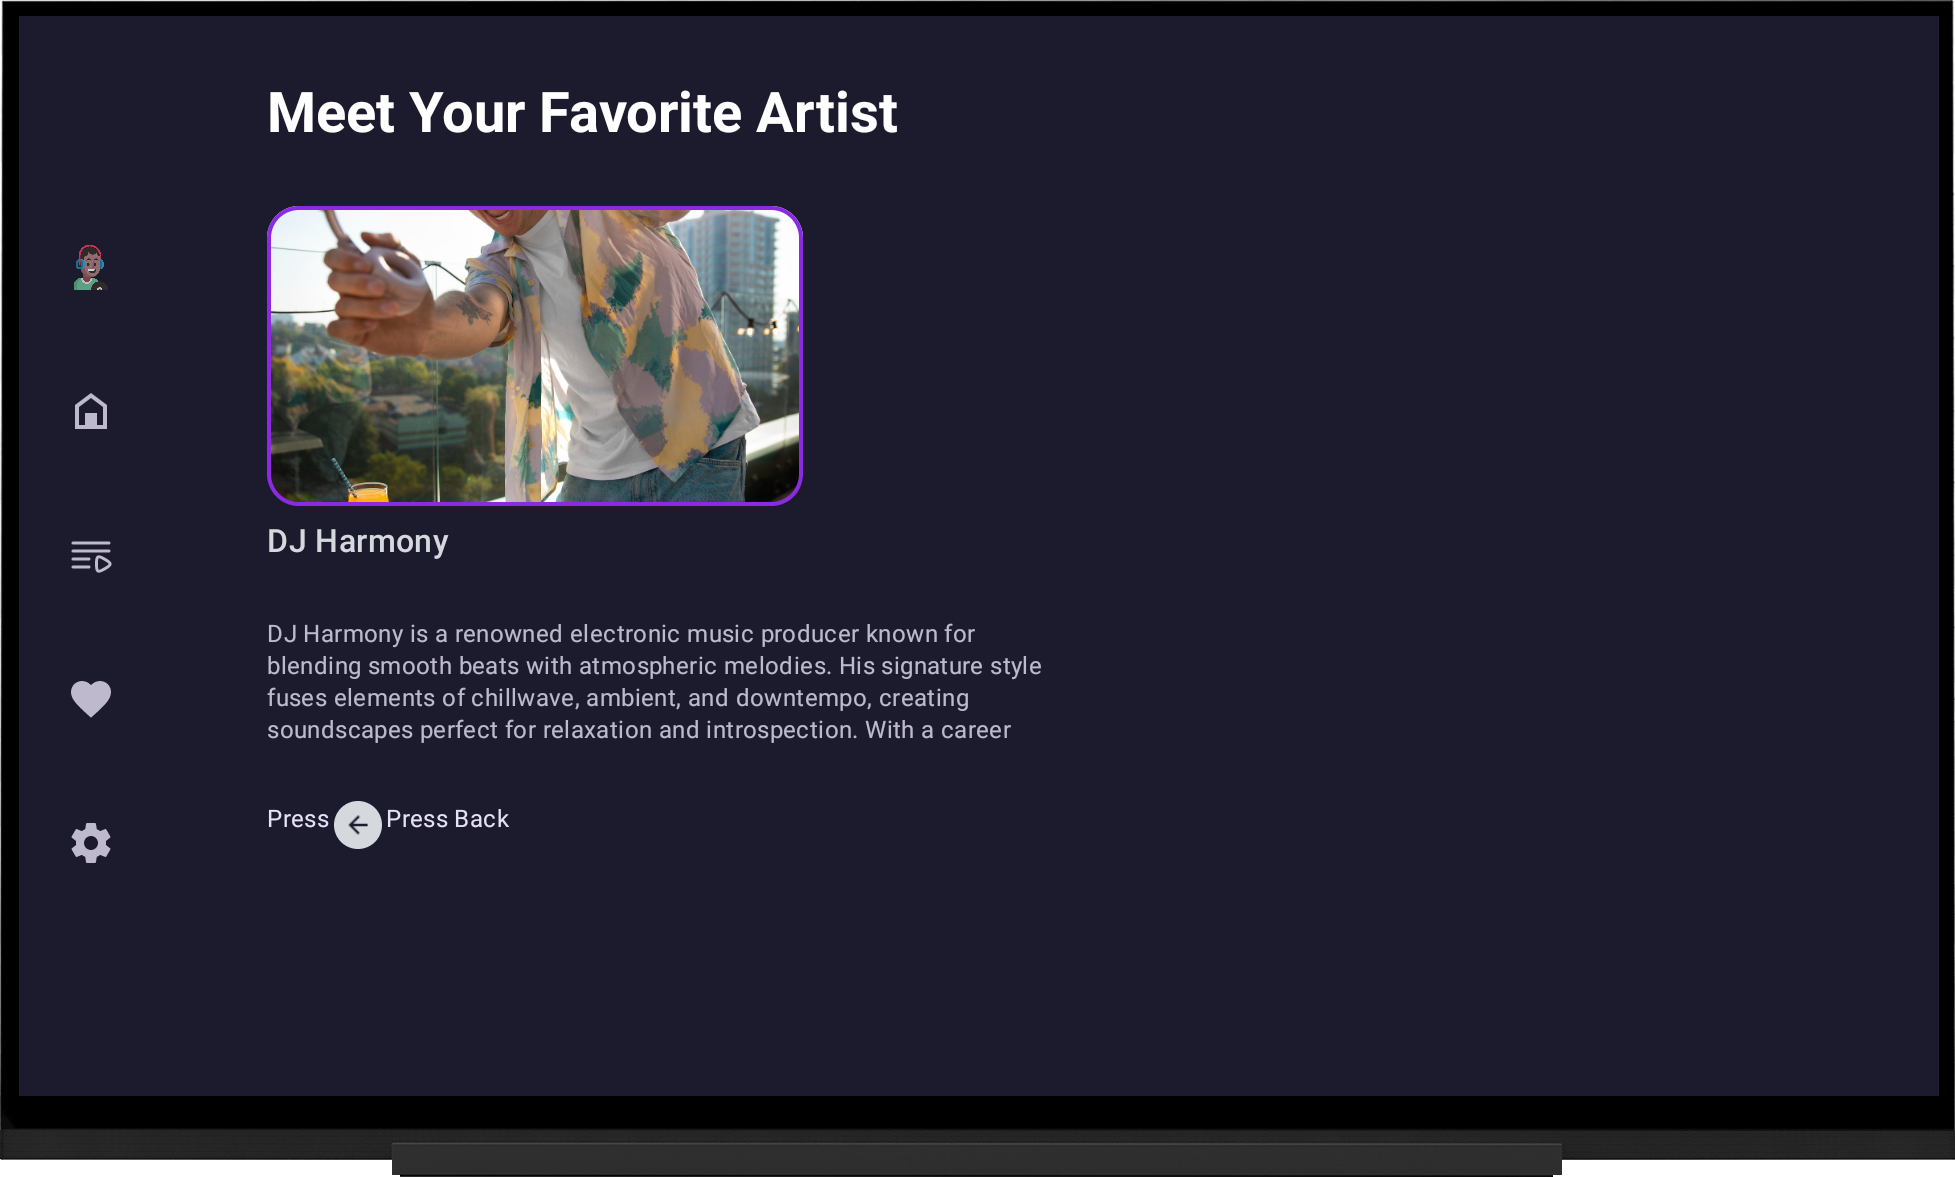 Meet Your Favorite Artist
DJ Harmony
DJ Harmony is a renowned electronic music producer known for
blending smooth beats with atmospheric melodies. His signature style
fuses elements of chillwave, ambient, and downtempo, creating
soundscapes perfect for relaxation and introspection. With a career
Press Press Back